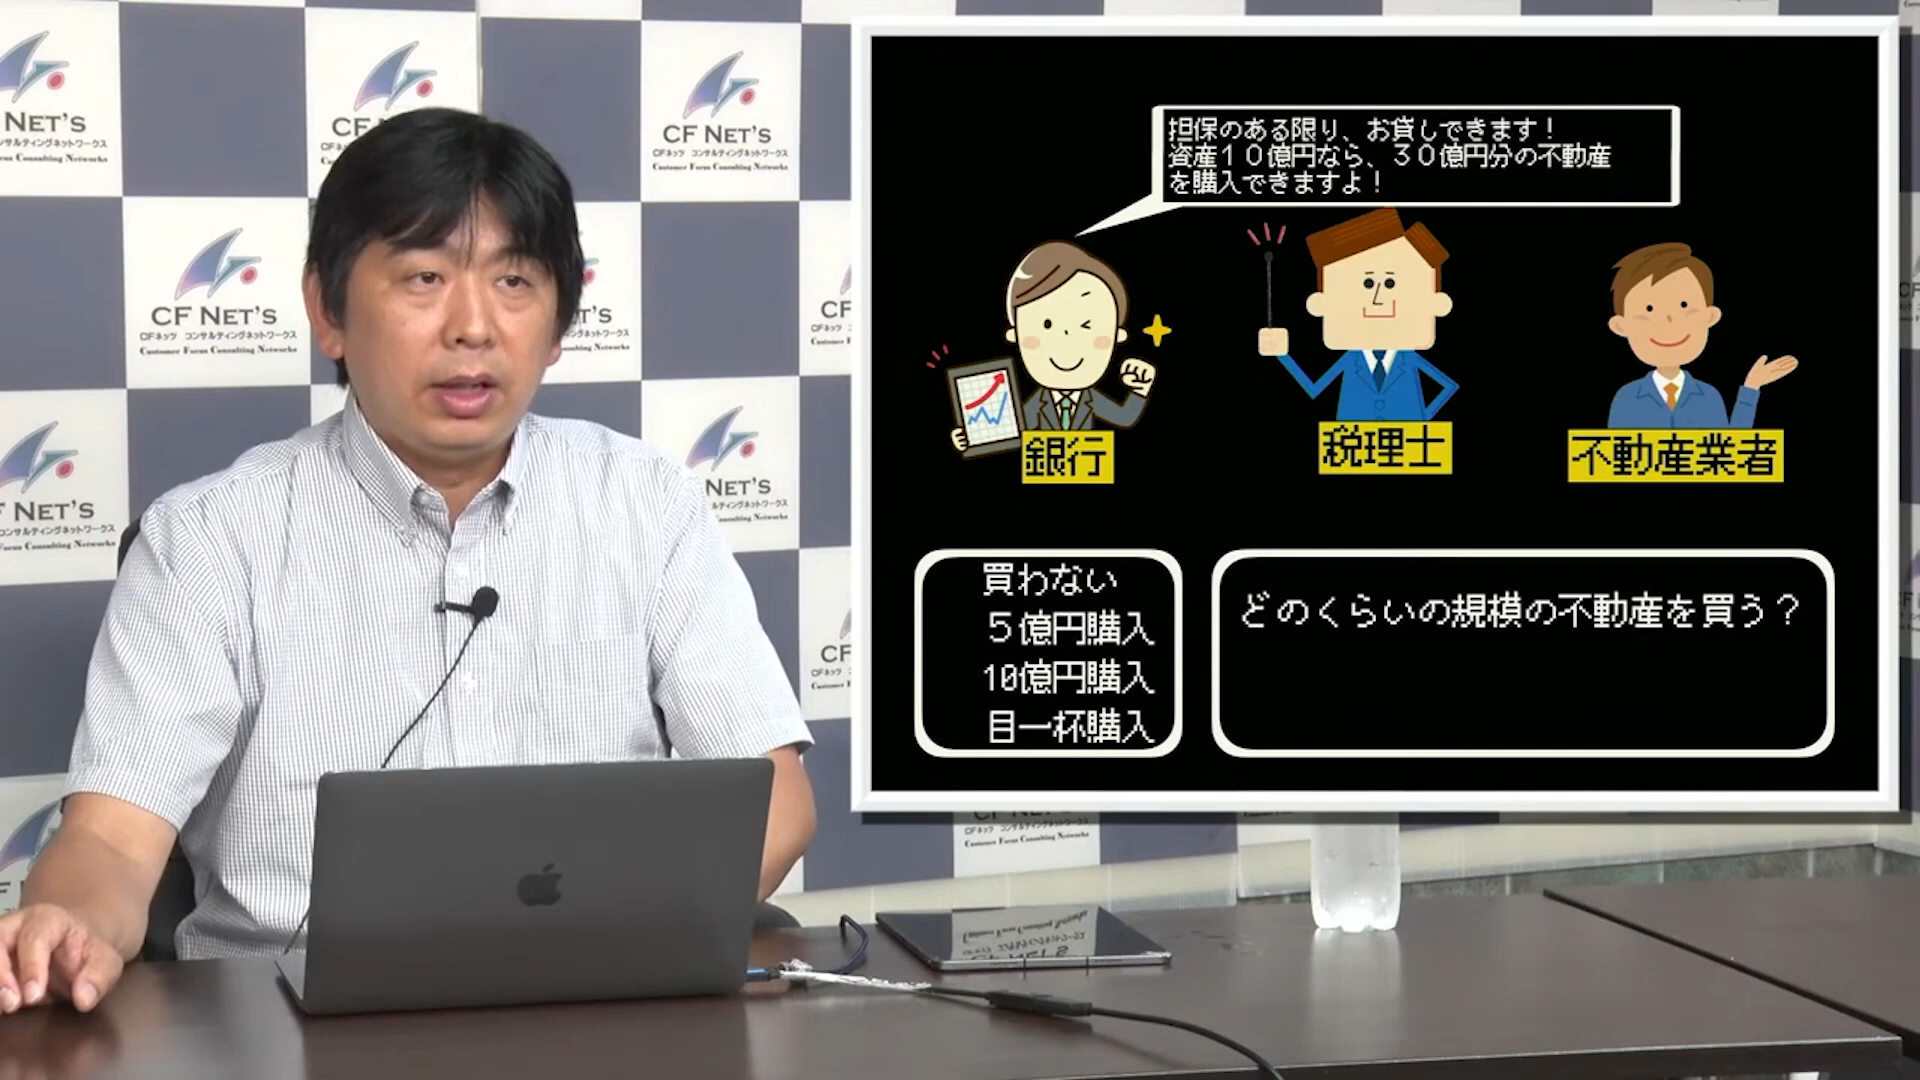 担保のある限り、お貸しできます！
資産１０億円なら、３０億円分の不動産
を購入できますよ！
銀行
税理士
不動産業者
買わない
５億円購入
10億円購入
目一杯購入
どのくらいの規模の不動産を買う？
CF NET'S
CFネッツ コンサルティングネットワークス
Customer Focus Consulting Networks